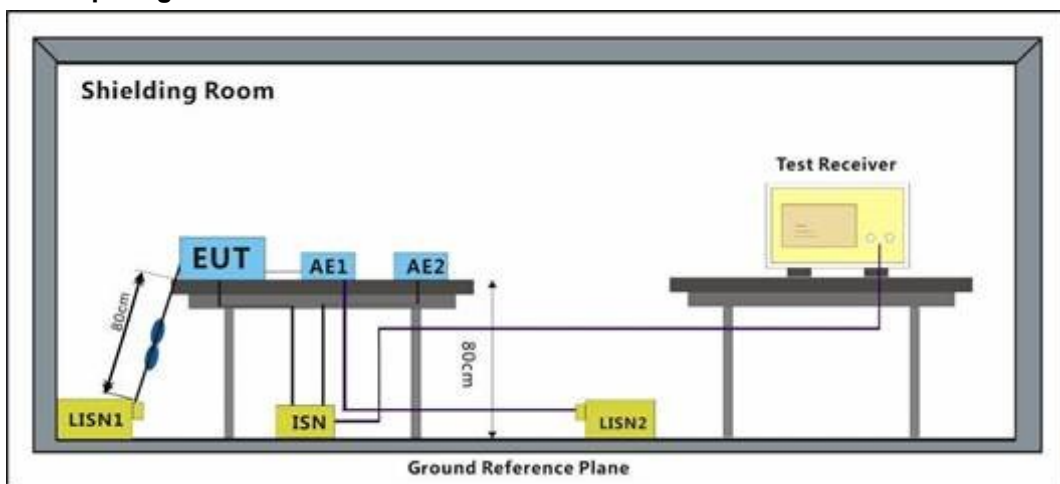 Shielding Room
Test Receiver
EUT
AE1
AE2
80cm
80cm
LISN1
ISN
LISN2
Ground Reference Plane